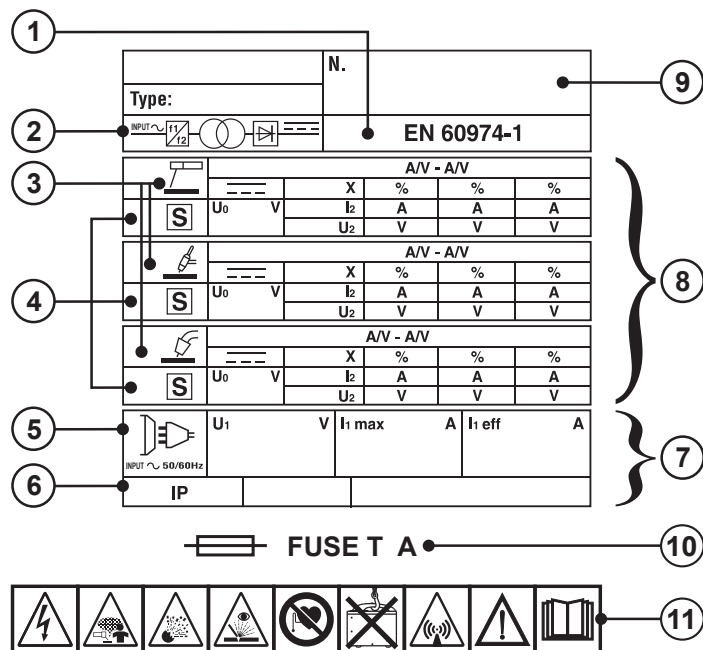 1
N.
9
Type:
2
INPUT f1 f2
EN 60974-1
3
A/V - A/V
X % % %
S U0 V I2 A A A
U2 V V V
A/V - A/V
X % % %
4
8
S U0 V I2 A A A
U2 V V V
A/V - A/V
X % % %
S U0 V I2 A A A
U2 V V V
5
U1 V I1 max A I1 eff A
7
INPUT ~ 50/60Hz
6
IP
FUSE T A
10
11